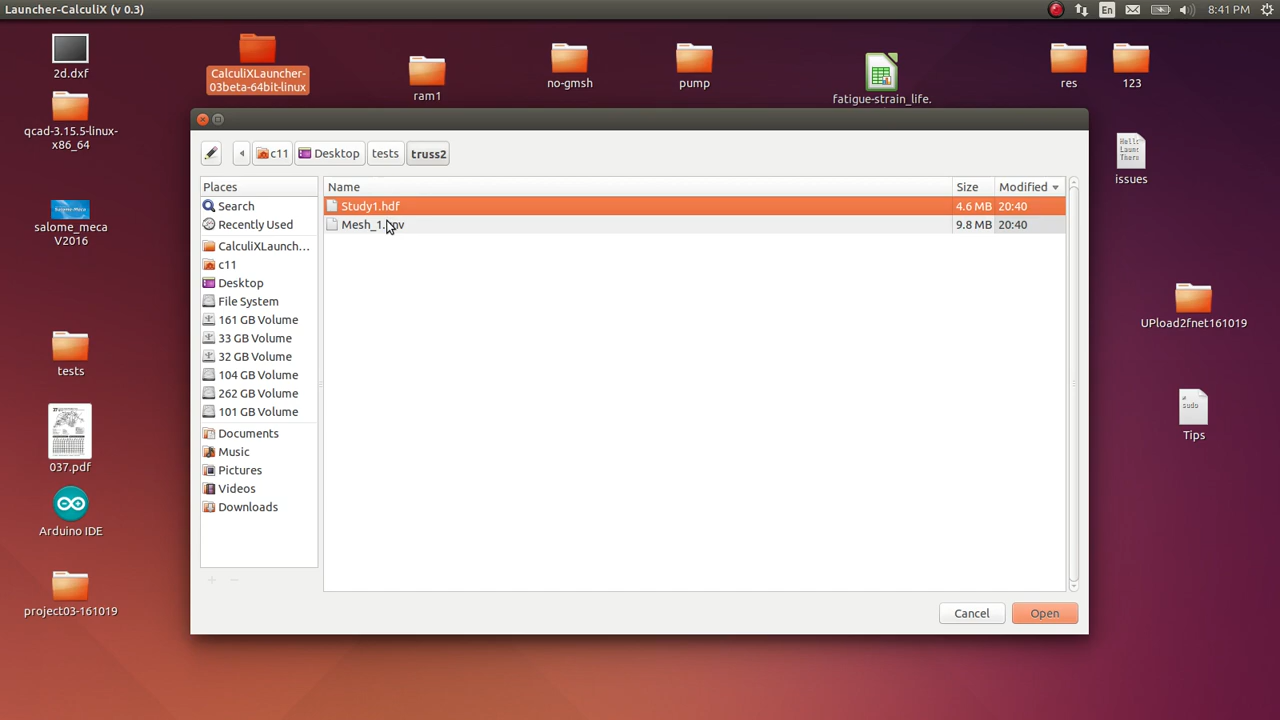 Launcher-CalculiX (v 0.3)
En
8:41 PM
2d.dxf
CalculiXLauncher-
03beta-64bit-linux
ram1
no-gmsh
pump
fatigue-strain_life.
res
123
qcad-3.15.5-linux-
x86_64
salome_meca
V2016
tests
037.pdf
Arduino IDE
project03-161019
c11
Desktop
tests
truss2
Places
Search
Recently Used
CalculiXLaunch...
c11
Desktop
File System
161 GB Volume
33 GB Volume
32 GB Volume
104 GB Volume
262 GB Volume
101 GB Volume
Documents
Music
Pictures
Videos
Downloads
Name
Size
Modified
Study1.hdf
4.6 MB
20:40
9.8 MB
20:40
Cancel
Open
Hello
issues
UPload2fnet161019
sudo
Tips